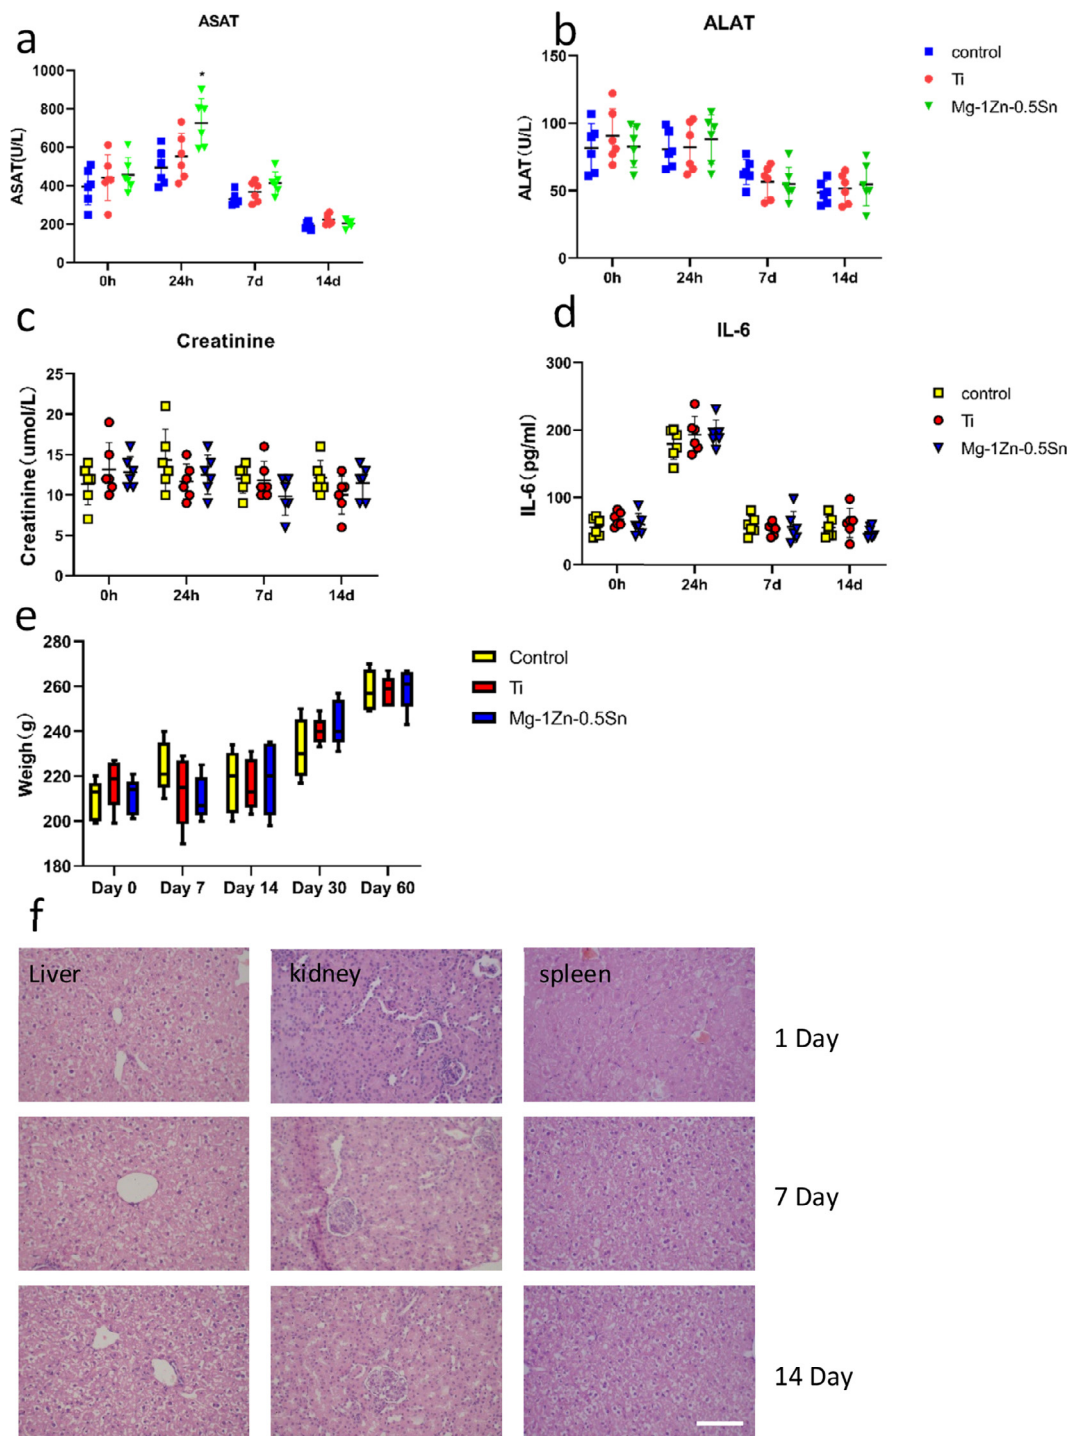 a
ASAT
ASAT(U/L)
1000
800
600
400
200
0
*
0h 24h 7d 14d
b
ALAT
ALAT（U/L）
150
100
50
0
0h 24h 7d 14d
control
Ti
Mg-1Zn-0.5Sn
c
Creatinine
Creatinine（umol/L）
25
20
15
10
5
0
0h 24h 7d 14d
d
IL-6
IL-6（pg/ml）
300
200
100
0
0h 24h 7d 14d
control
Ti
Mg-1Zn-0.5Sn
e
Weigh（g）
280
260
240
220
200
180
Day 0 Day 7 Day 14 Day 30 Day 60
Control
Ti
Mg-1Zn-0.5Sn
f
Liver kidney spleen
1 Day
7 Day
14 Day